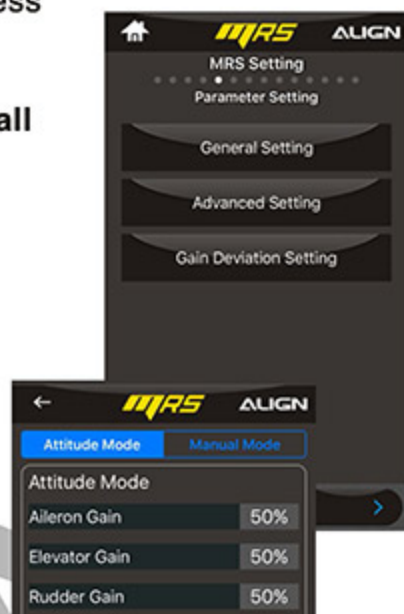 ess
all
MRS ALIGN
MRS Setting
Parameter Setting
General Setting
Advanced Setting
Gain Deviation Setting
MRS ALIGN
Attitude Mode Manual Mode
Attitude Mode
Aileron Gain 50%
Elevator Gain 50%
Rudder Gain 50%